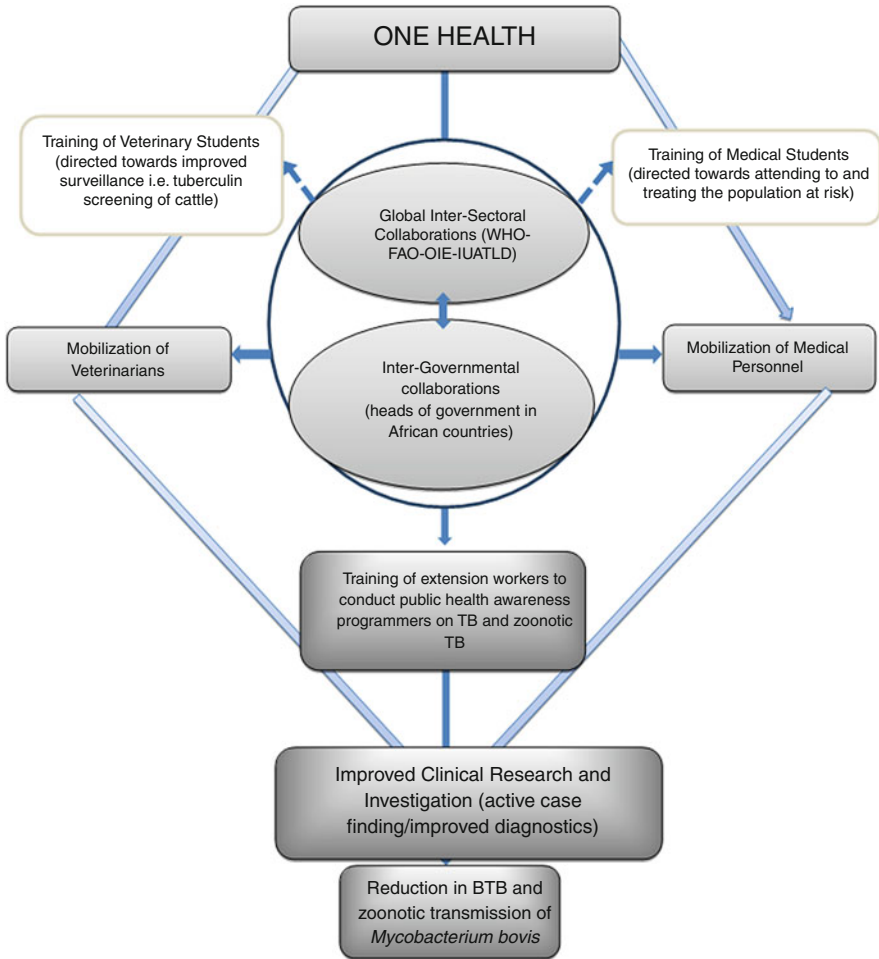 ONE HEALTH
Training of Veterinary Students
(directed towards improved
surveillance i.e. tuberculin
screening of cattle)
Training of Medical Students
(directed towards attending to and
treating the population at risk)
Global Inter-Sectoral
Collaborations (WHO-
FAO-OIE-IUATLD)
Mobilization of
Veterinarians
Inter-Governmental
collaborations
(heads of government in
African countries)
Mobilization of Medical
Personnel
Training of extension workers to
conduct public health awareness
programmers on TB and zoonotic
TB
Improved Clinical Research and
Investigation (active case
finding/improved diagnostics)
Reduction in BTB and
zoonotic transmission of
Mycobacterium bovis